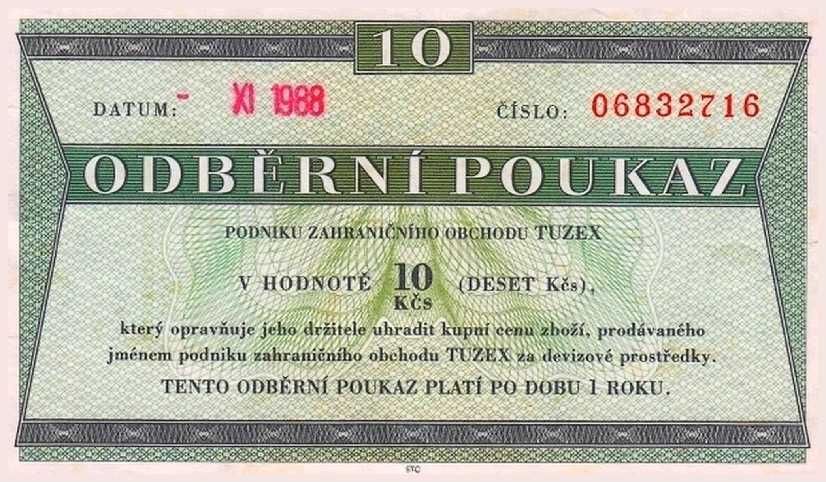 10
DATUM: - XI 1988
ČÍSLO: 06832716
ODBĚRNÍ POUKAZ
PODNIKU ZAHRANIČNÍHO OBCHODU TUZEX
V HODNOTĚ 10 KČS (DESET Kčs),
který opravňuje jeho držitele uhradit kupní cenu zboží, prodávaného
jménem podniku zahraničního obchodu TUZEX za devizové prostředky.
TENTO ODBĚRNÍ POUKAZ PLATÍ PO DOBU 1 ROKU.
STC